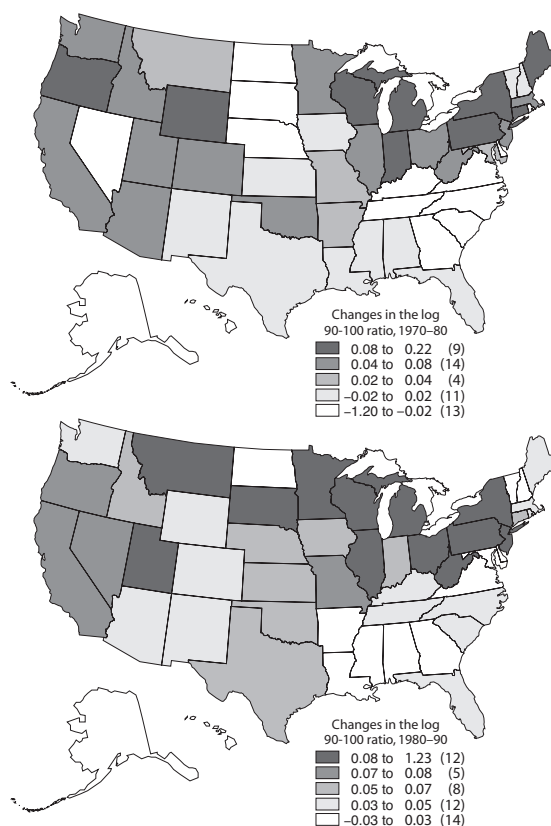 Changes in the log
90-100 ratio, 1970–80
0.08 to 0.22 (9)
0.04 to 0.08 (14)
0.02 to 0.04 (4)
−0.02 to 0.02 (11)
−1.20 to −0.02 (13)
Changes in the log
90-100 ratio, 1980–90
0.08 to 1.23 (12)
0.07 to 0.08 (5)
0.05 to 0.07 (8)
0.03 to 0.05 (12)
−0.03 to 0.03 (14)